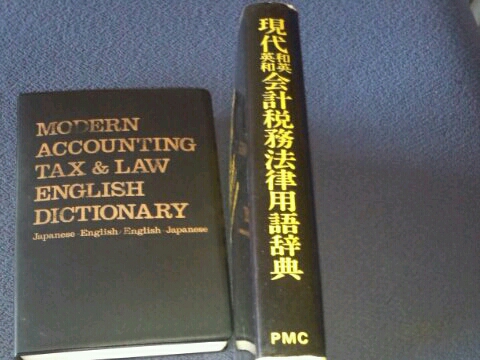 MODERN
ACCOUNTING
TAX & LAW
ENGLISH
DICTIONARY
Japanese-English/English-Japanese
現代和英英和会計税務法律用語辞典
PMC